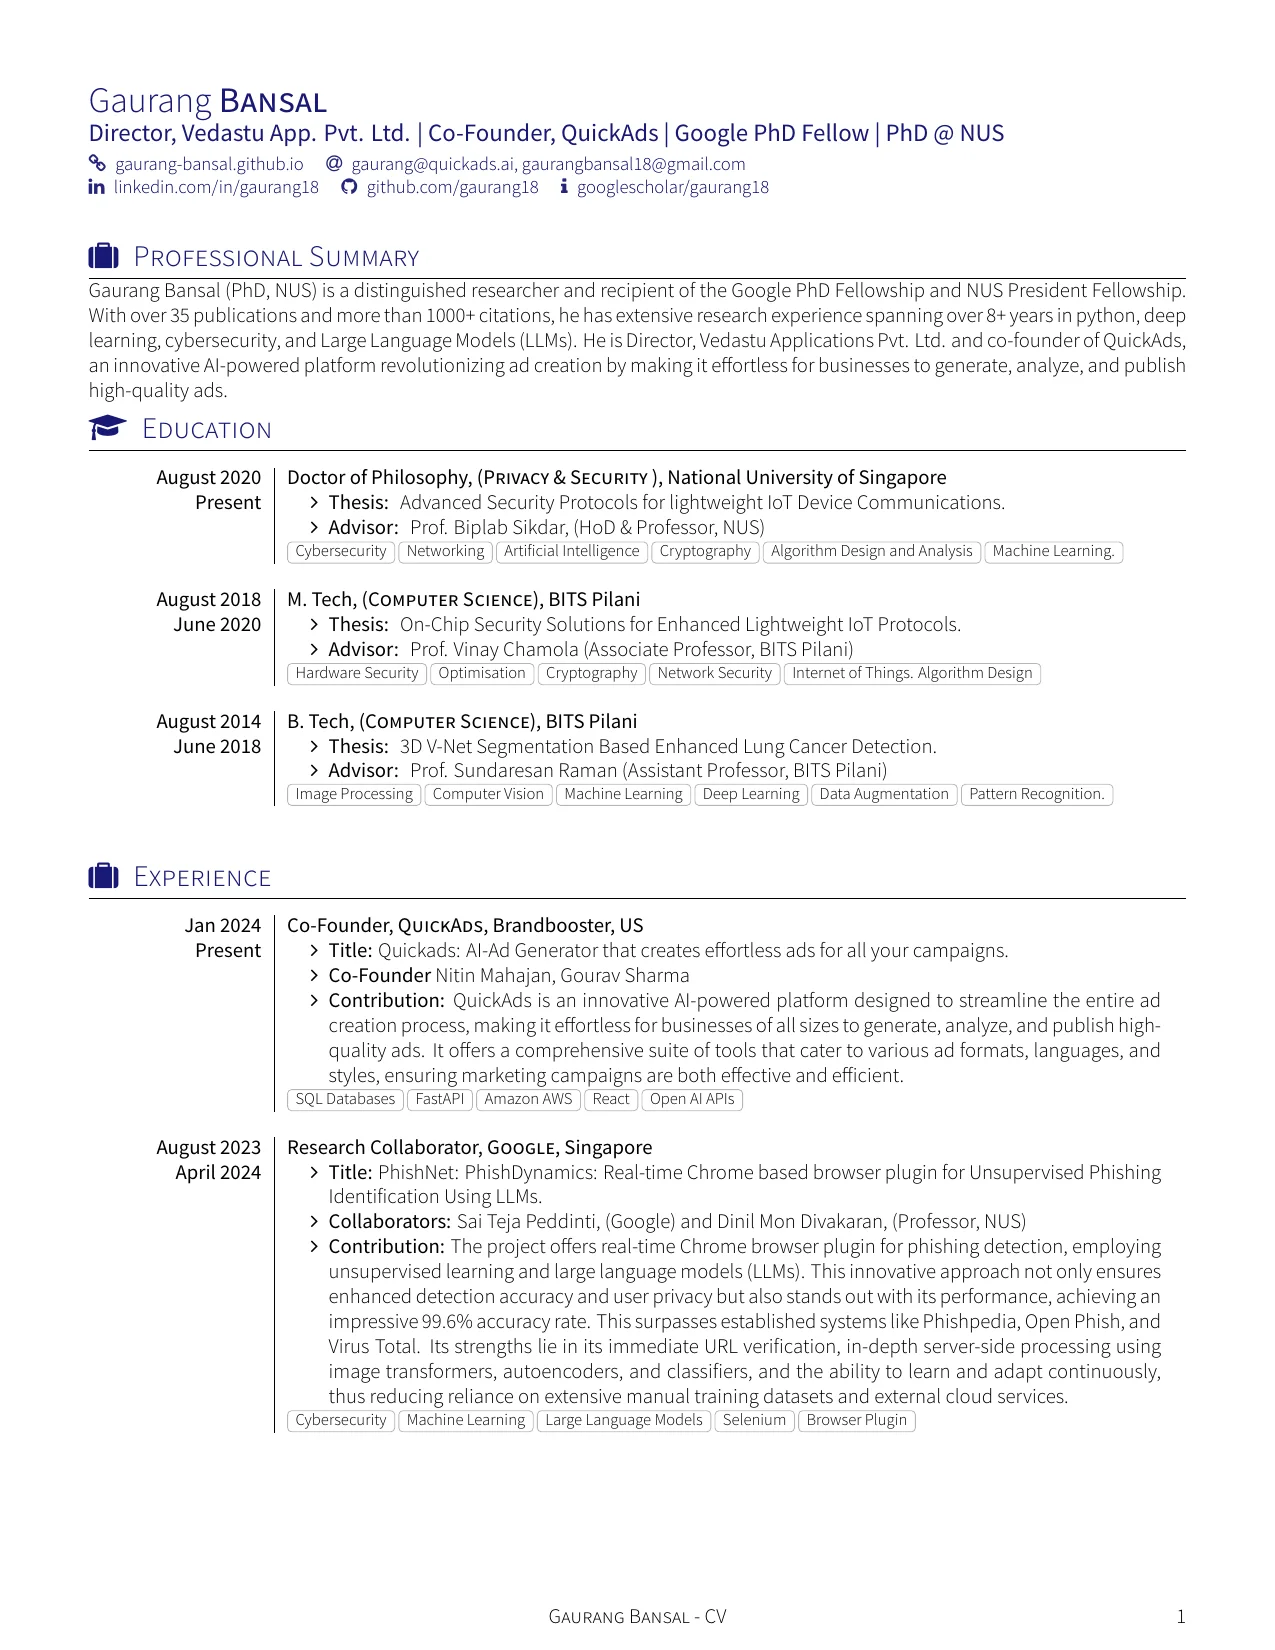 Gaurang BANSAL
Director, Vedastu App. Pvt. Ltd. | Co-Founder, QuickAds | Google PhD Fellow | PhD @ NUS
gaurang-bansal.github.io @ gaurang@quickads.ai, gaurangbansal18@gmail.com
in linkedin.com/in/gaurang18 github.com/gaurang18 i googlescholar/gaurang18
PROFESSIONAL SUMMARY
Gaurang Bansal (PhD, NUS) is a distinguished researcher and recipient of the Google PhD Fellowship and NUS President Fellowship.
With over 35 publications and more than 1000+ citations, he has extensive research experience spanning over 8+ years in python, deep
learning, cybersecurity, and Large Language Models (LLMs). He is Director, Vedastu Applications Pvt. Ltd. and co-founder of QuickAds,
an innovative AI-powered platform revolutionizing ad creation by making it effortless for businesses to generate, analyze, and publish
high-quality ads.
EDUCATION
August 2020 Doctor of Philosophy, (PRIVACY & SECURITY ), National University of Singapore
Present > Thesis: Advanced Security Protocols for lightweight IoT Device Communications.
> Advisor: Prof. Biplab Sikdar, (HoD & Professor, NUS)
Cybersecurity Networking Artificial Intelligence Cryptography Algorithm Design and Analysis Machine Learning.
August 2018 M. Tech, (COMPUTER SCIENCE), BITS Pilani
June 2020 > Thesis: On-Chip Security Solutions for Enhanced Lightweight IoT Protocols.
> Advisor: Prof. Vinay Chamola (Associate Professor, BITS Pilani)
Hardware Security Optimisation Cryptography Network Security Internet of Things. Algorithm Design
August 2014 B. Tech, (COMPUTER SCIENCE), BITS Pilani
June 2018 > Thesis: 3D V-Net Segmentation Based Enhanced Lung Cancer Detection.
> Advisor: Prof. Sundaresan Raman (Assistant Professor, BITS Pilani)
Image Processing Computer Vision Machine Learning Deep Learning Data Augmentation Pattern Recognition.
EXPERIENCE
Jan 2024 Co-Founder, QUICKADS, Brandbooster, US
Present > Title: Quickads: AI-Ad Generator that creates effortless ads for all your campaigns.
> Co-Founder Nitin Mahajan, Gourav Sharma
> Contribution: QuickAds is an innovative AI-powered platform designed to streamline the entire ad
creation process, making it effortless for businesses of all sizes to generate, analyze, and publish high-
quality ads. It offers a comprehensive suite of tools that cater to various ad formats, languages, and
styles, ensuring marketing campaigns are both effective and efficient.
SQL Databases FastAPI Amazon AWS React Open AI APIs
August 2023 Research Collaborator, GOOGLE, Singapore
April 2024 > Title: PhishNet: PhishDynamics: Real-time Chrome based browser plugin for Unsupervised Phishing
Identification Using LLMs.
> Collaborators: Sai Teja Peddinti, (Google) and Dinil Mon Divakaran, (Professor, NUS)
> Contribution: The project offers real-time Chrome browser plugin for phishing detection, employing
unsupervised learning and large language models (LLMs). This innovative approach not only ensures
enhanced detection accuracy and user privacy but also stands out with its performance, achieving an
impressive 99.6% accuracy rate. This surpasses established systems like Phishpedia, Open Phish, and
Virus Total. Its strengths lie in its immediate URL verification, in-depth server-side processing using
image transformers, autoencoders, and classifiers, and the ability to learn and adapt continuously,
thus reducing reliance on extensive manual training datasets and external cloud services.
Cybersecurity Machine Learning Large Language Models Selenium Browser Plugin
GAURANG BANSAL - CV 1